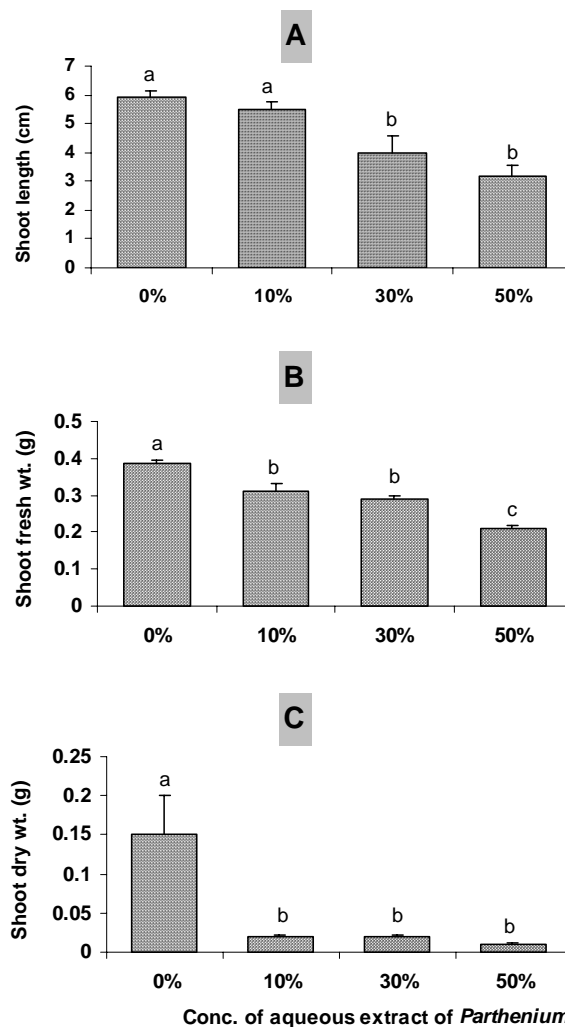 A
Shoot length (cm)
7
6
5
4
3
2
1
0
a
a
b
b
0%
10%
30%
50%
B
Shoot fresh wt. (g)
0.5
0.4
0.3
0.2
0.1
0
a
b
b
c
0%
10%
30%
50%
C
Shoot dry wt. (g)
0.25
0.2
0.15
0.1
0.05
0
a
b
b
b
0%
10%
30%
50%
Conc. of aqueous extract of Parthenium